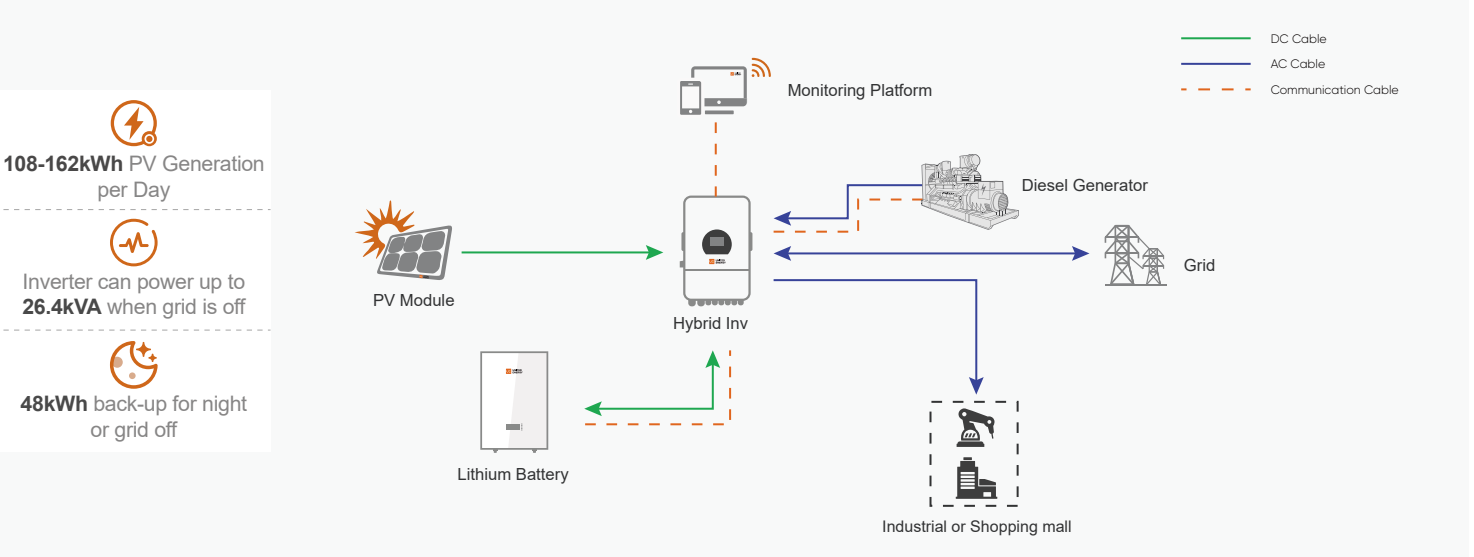 DC Cable
AC Cable
Communication Cable
Monitoring Platform
108-162kWh PV Generation
per Day
Inverter can power up to
26.4kVA when grid is off
48kWh back-up for night
or grid off
Diesel Generator
Grid
PV Module
Hybrid Inv
Lithium Battery
Industrial or Shopping mall